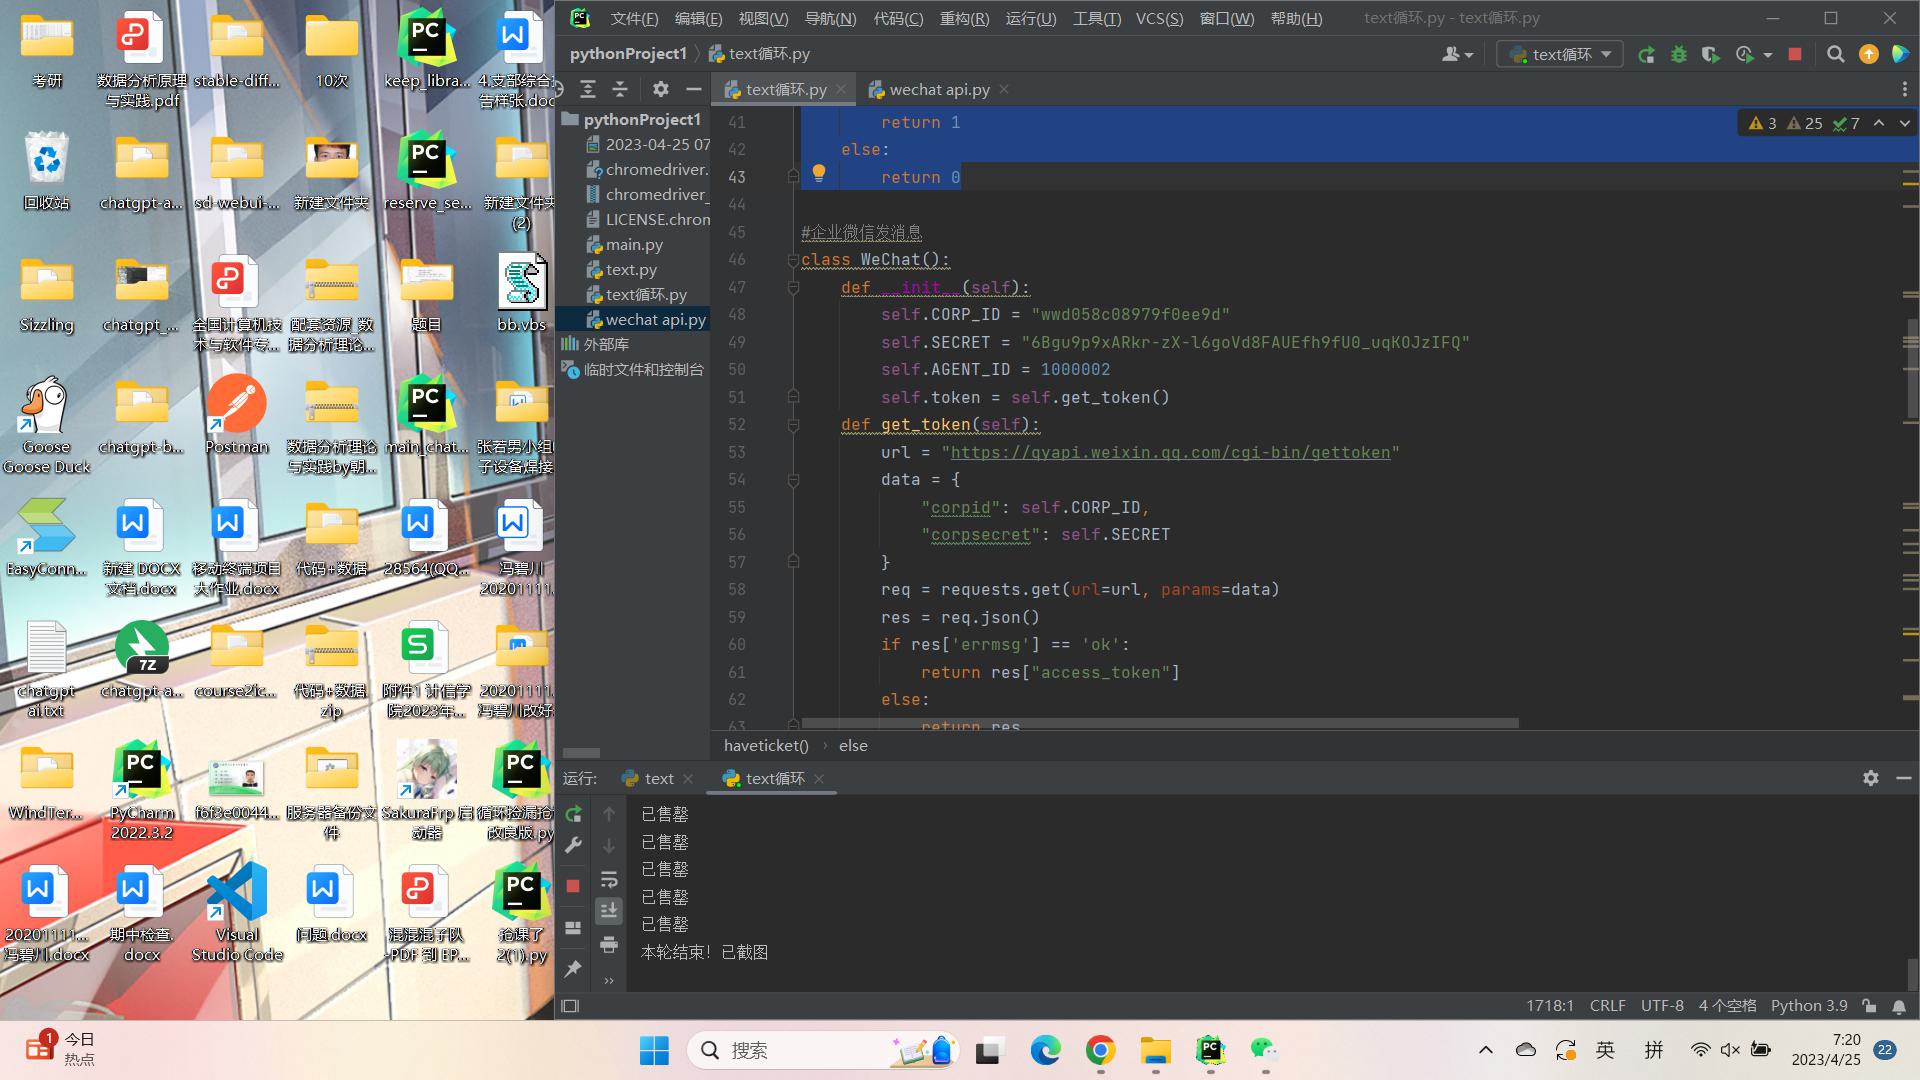 考研
数据分析原理与实践.pdf
stable-diff...
10次
keep_libra...
4.支部综合报告样张.doc
回收站
chatgpt-a...
sd-webui-...
新建文件夹
reserve_se...
新建文件夹(2)
Sizzling
chatgpt_...
全国计算机技术与软件专...
配套资源_数据分析理论...
题目
bb.vbs
Goose Goose Duck
chatgpt-b...
Postman
数据分析理论与实践by朝...
main_chat...
张若男小组
子设备焊接
EasyConn...
新建 DOCX 文档.docx
移动终端项目大作业.docx
代码+数据
28564(QQ...
冯碧川 20201111...
chatgpt ai.txt
chatgpt-a...
course2ic...
代码+数据.zip
附件1 计信学院2023年...
20201111...冯碧川改好
WindTer...
PyCharm 2022.3.2
f6f3e0044...
服务器备份文件
SakuraFrp 启动器
循环捡漏抢
改良版.py
20201111...冯碧川.docx
期中检查.docx
Visual Studio Code
问题.docx
混混混子队-PDF 到 EP...
抢课了2(1).py
文件(F) 编辑(E) 视图(V) 导航(N) 代码(C) 重构(R) 运行(U) 工具(T) VCS(S) 窗口(W) 帮助(H) text循环.py - text循环.py
pythonProject1 text循环.py
text循环
text循环.py wechat api.py
pythonProject1
2023-04-25 07
chromedriver.
chromedriver_
LICENSE.chrom
main.py
text.py
text循环.py
wechat api.py
外部库
临时文件和控制台
3 25 7
41 return 1
42 else:
43 return 0
44
45 #企业微信发消息
46 class WeChat():
47 def __init__(self):
48 self.CORP_ID = "wwd058c08979f0ee9d"
49 self.SECRET = "6Bgu9p9xARkr-zX-l6goVd8FAUEfh9fU0_uqKOJzIFQ"
50 self.AGENT_ID = 1000002
51 self.token = self.get_token()
52 def get_token(self):
53 url = "https://qyapi.weixin.qq.com/cgi-bin/gettoken"
54 data = {
55 "corpid": self.CORP_ID,
56 "corpsecret": self.SECRET
57 }
58 req = requests.get(url=url, params=data)
59 res = req.json()
60 if res['errmsg'] == 'ok':
61 return res["access_token"]
62 else:
63 return res
haveticket() › else
运行: text text循环
已售罄
已售罄
已售罄
已售罄
已售罄
本轮结束！已截图
1718:1 CRLF UTF-8 4 个空格 Python 3.9
1 今日
热点
搜索
英 拼
7:20
2023/4/25
22